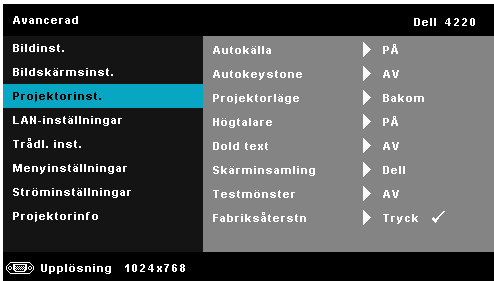 Avancerad Dell 4220
Bildinst. Autokälla PÅ
Bildskärmsinst. Autokeystone AV
Projektorinst. Projektorläge Bakom
LAN-inställningar Högtalare PÅ
Trådl. inst. Dold text AV
Menyinställningar Skärminsamling Dell
Ströminställningar Testmönster AV
Projektorinfo Fabriksåterstn Tryck ✓
Upplösning 1024x768